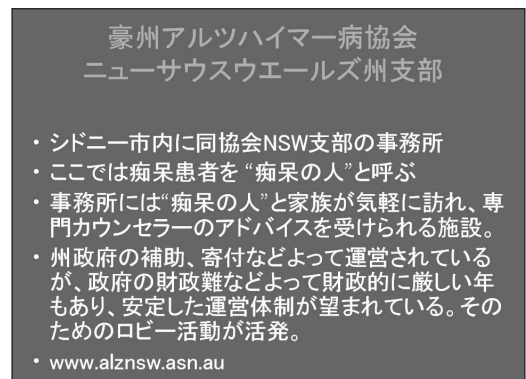 豪州アルツハイマー病協会
ニューサウスウエールズ州支部
・シドニー市内に同協会NSW支部の事務所
・ここでは痴呆患者を “痴呆の人”と呼ぶ
・事務所には“痴呆の人”と家族が気軽に訪れ、専
門カウンセラーのアドバイスを受けられる施設。
・州政府の補助、寄付などよって運営されている
が、政府の財政難などよって財政的に厳しい年
もあり、安定した運営体制が望まれている。その
ためのロビー活動が活発。
・www.alznsw.asn.au